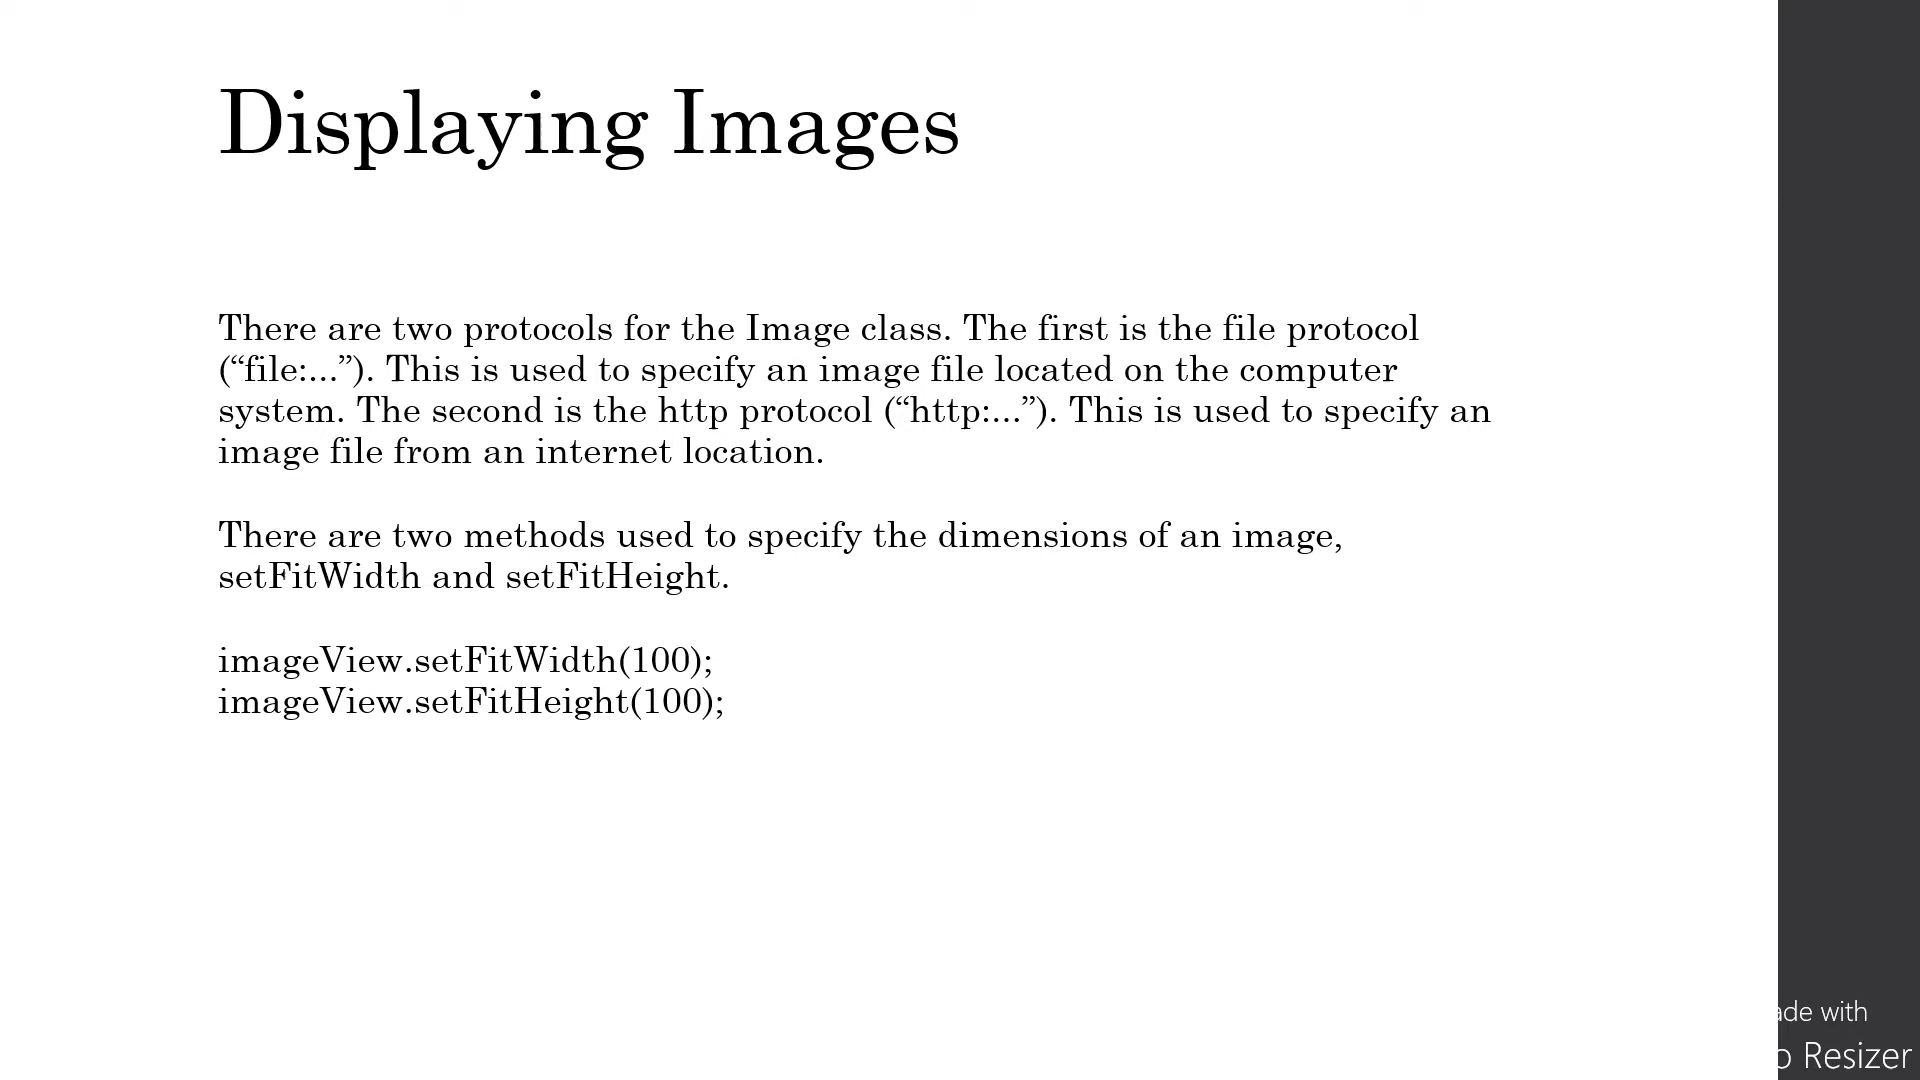 Displaying Images
There are two protocols for the Image class. The first is the file protocol
(“file:...”). This is used to specify an image file located on the computer
system. The second is the http protocol (“http:...”). This is used to specify an
image file from an internet location.
There are two methods used to specify the dimensions of an image,
setFitWidth and setFitHeight.
imageView.setFitWidth(100);
imageView.setFitHeight(100);
with
Resizer